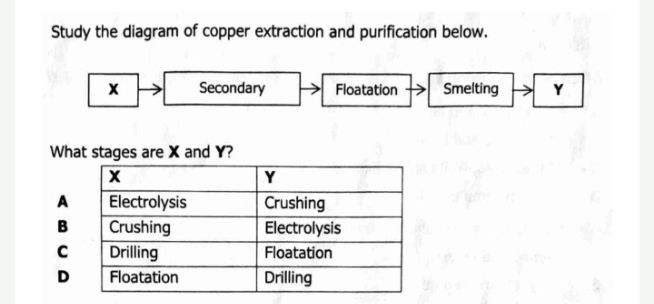 Study the diagram of copper extraction and purification below.
X Secondary Floatation Smelting Y
What stages are X and Y?
X Y
A Electrolysis Crushing
B Crushing Electrolysis
C Drilling Floatation
D Floatation Drilling